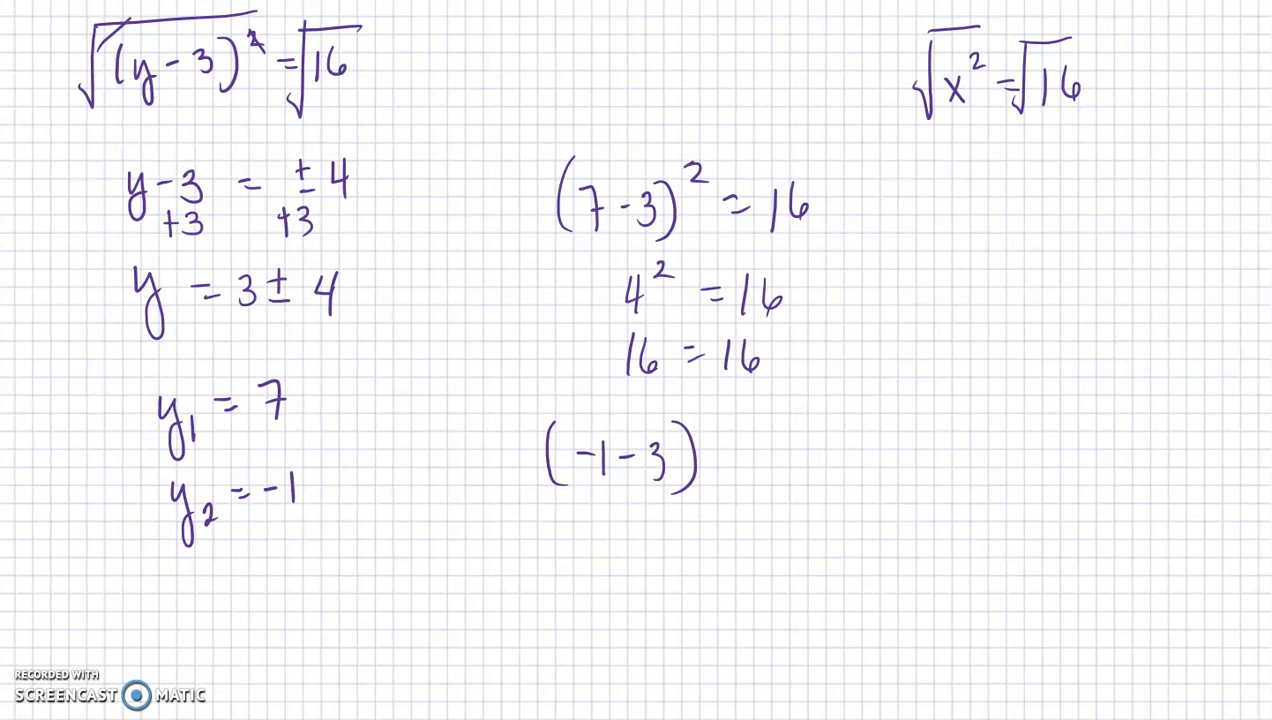 √(y-3)² = √16
y-3 = ±4
+3 +3
y = 3 ± 4
y₁ = 7
y₂ = -1
(7-3)² = 16
4² = 16
16 = 16
(-1-3)
√x² = √16
RECORDED WITH
SCREENCAST MATIC